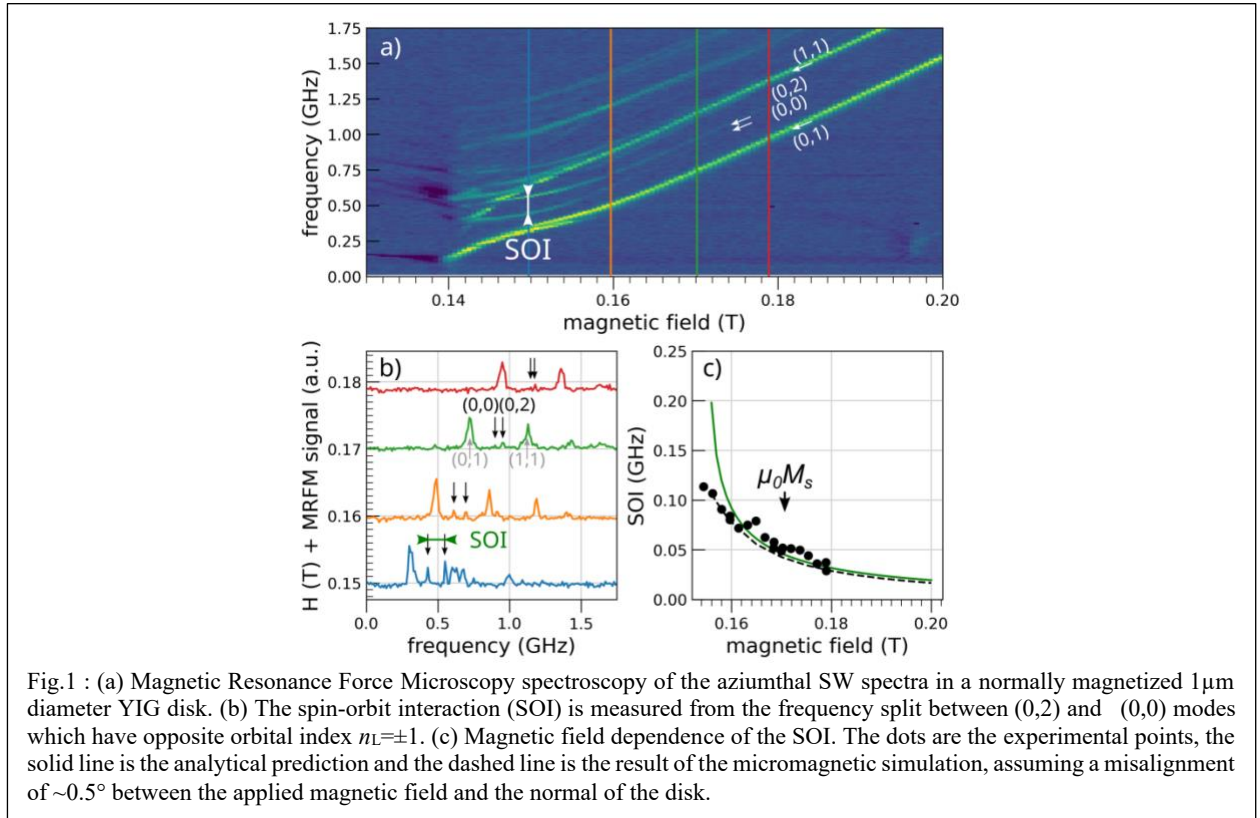 a)
1.75
1.50
1.25
1.00
0.75
0.50
0.25
0.00
frequency (GHz)
(1,1)
(0,2)
(0,0)
(0,1)
SOI
0.14
0.16
0.18
0.20
magnetic field (T)
b)
H (T) + MRFM signal (a.u.)
0.18
0.17
0.16
0.15
(0,0)(0,2)
(0,1)
(1,1)
SOI
0.0
0.5
1.0
1.5
frequency (GHz)
c)
SOI (GHz)
0.25
0.20
0.15
0.10
0.05
0.00
μ0Ms
0.16
0.18
0.20
magnetic field (T)
Fig.1 : (a) Magnetic Resonance Force Microscopy spectroscopy of the aziumthal SW spectra in a normally magnetized 1µm
diameter YIG disk. (b) The spin-orbit interaction (SOI) is measured from the frequency split between (0,2) and (0,0) modes
which have opposite orbital index nL=±1. (c) Magnetic field dependence of the SOI. The dots are the experimental points, the
solid line is the analytical prediction and the dashed line is the result of the micromagnetic simulation, assuming a misalignment
of ~0.5° between the applied magnetic field and the normal of the disk.